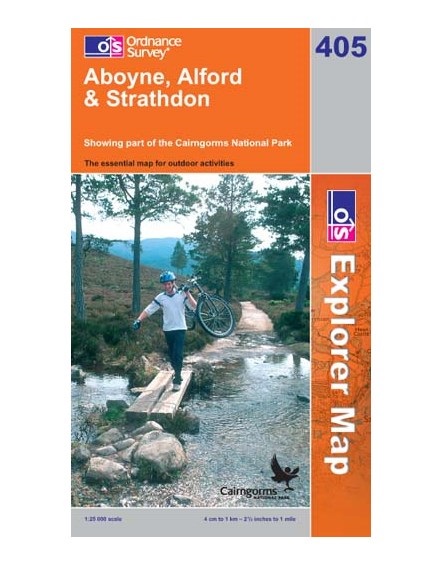 OS Ordnance
Survey®
405
Aboyne, Alford
& Strathdon
Showing part of the Cairngorms National Park
The essential map for outdoor activities
OS
Explorer Map
Cairngorms
NATIONAL PARK
1:25 000 scale
4 cm to 1 km – 2½ inches to 1 mile